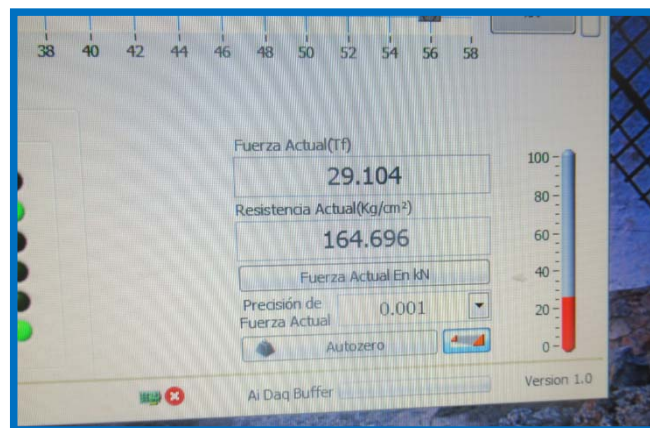 38 40 42 44 46 48 50 52 54 56 58
Fuerza Actual(Tf)
29.104
Resistencia Actual(Kg/cm²)
164.696
Fuerza Actual En kN
Precisión de
Fuerza Actual
0.001
Autozero
100
80
60
40
20
0
Ai Daq Buffer
Version 1.0